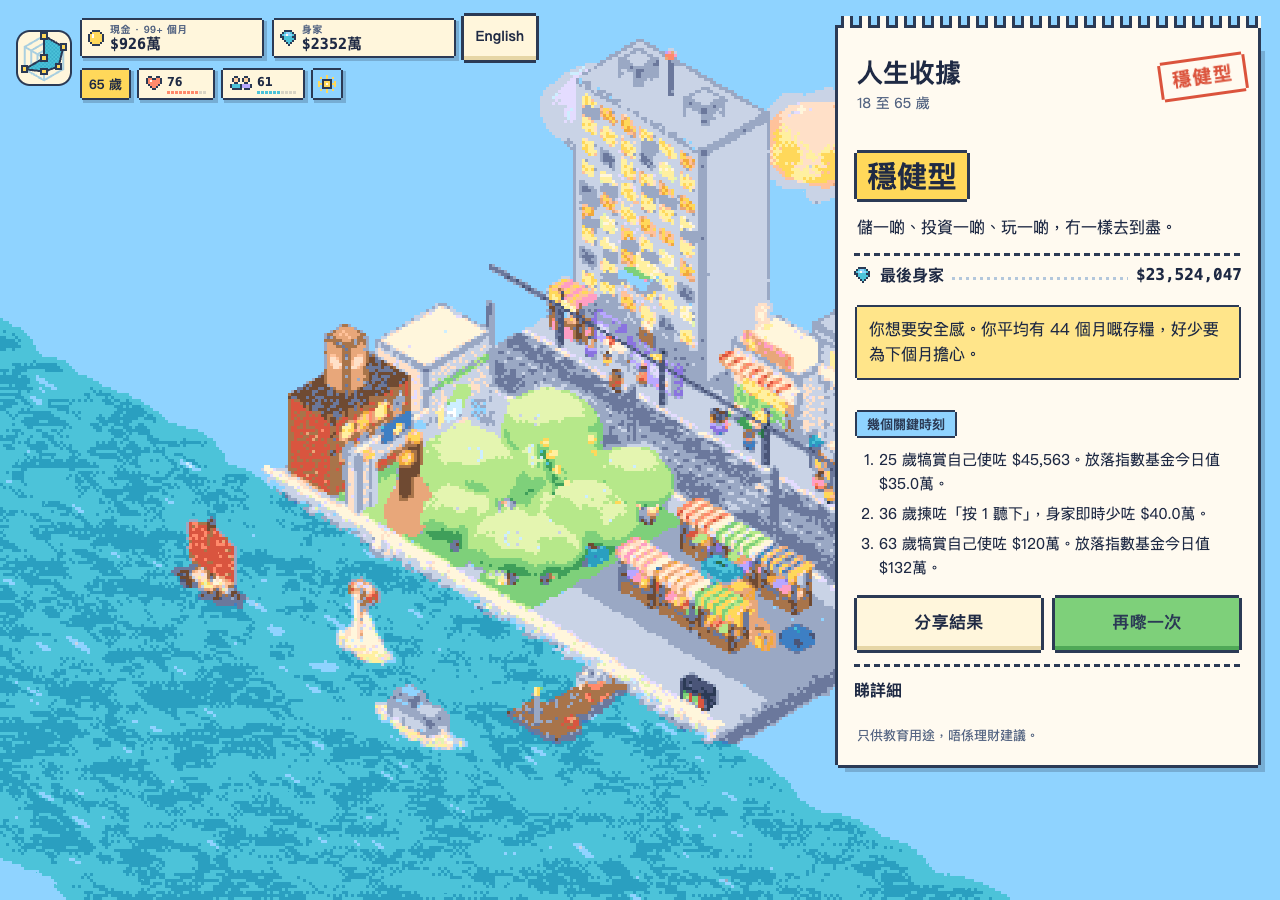 現金 · 99+ 個月
$926萬
身家
$2352萬
English
65 歲
76
61
人生收據
18 至 65 歲
穩健型
穩健型
儲一啲、投資一啲、玩一啲，冇一樣去到盡。
最後身家 $23,524,047
你想要安全感。你平均有 44 個月嘅存糧，好少要
為下個月擔心。
幾個關鍵時刻
1. 25 歲犒賞自己使咗 $45,563。放落指數基金今日值
$35.0萬。
2. 36 歲揀咗「按 1 聽下」，身家即時少咗 $40.0萬。
3. 63 歲犒賞自己使咗 $120萬。放落指數基金今日值
$132萬。
分享結果
再嚟一次
睇詳細
只供教育用途，唔係理財建議。